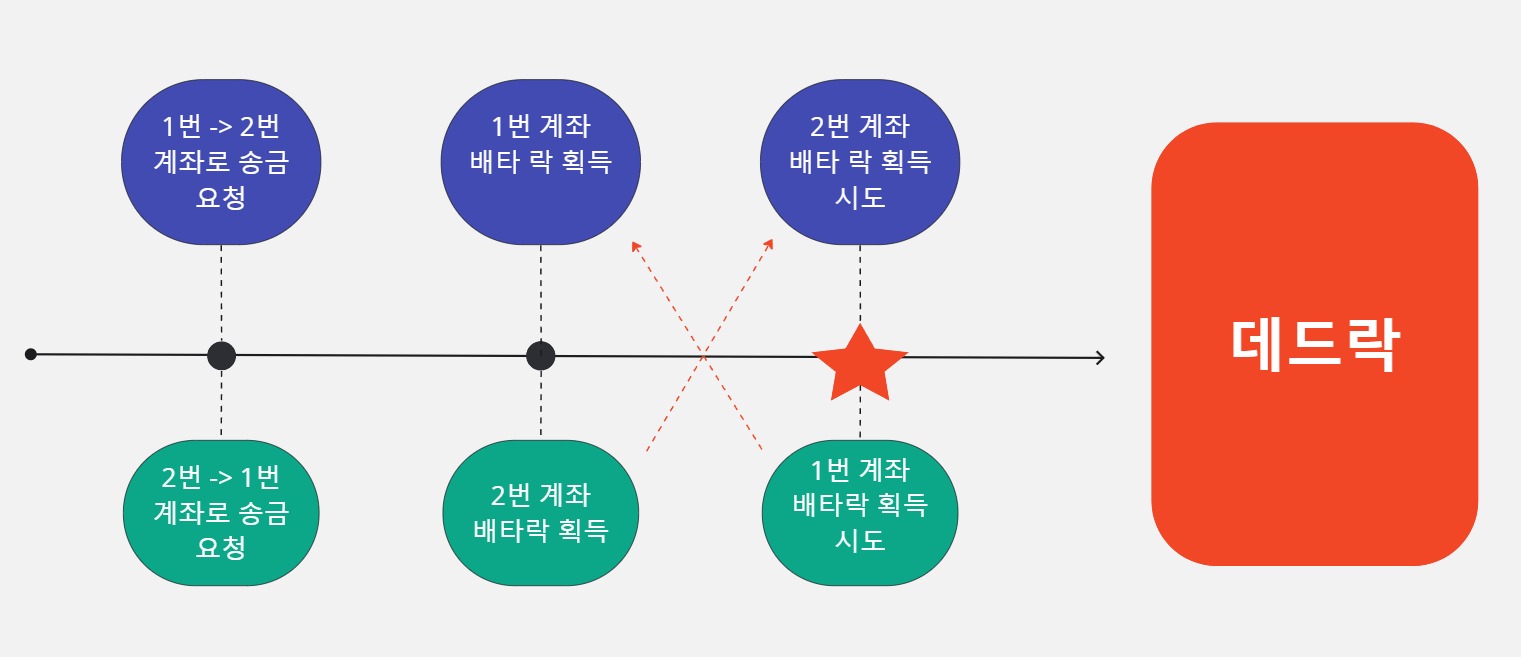 1번 -> 2번
계좌로 송금
요청
1번 계좌
배타 락 획득
2번 계좌
배타 락 획득
시도
데드락
2번 -> 1번
계좌로 송금
요청
2번 계좌
배타락 획득
1번 계좌
배타락 획득
시도